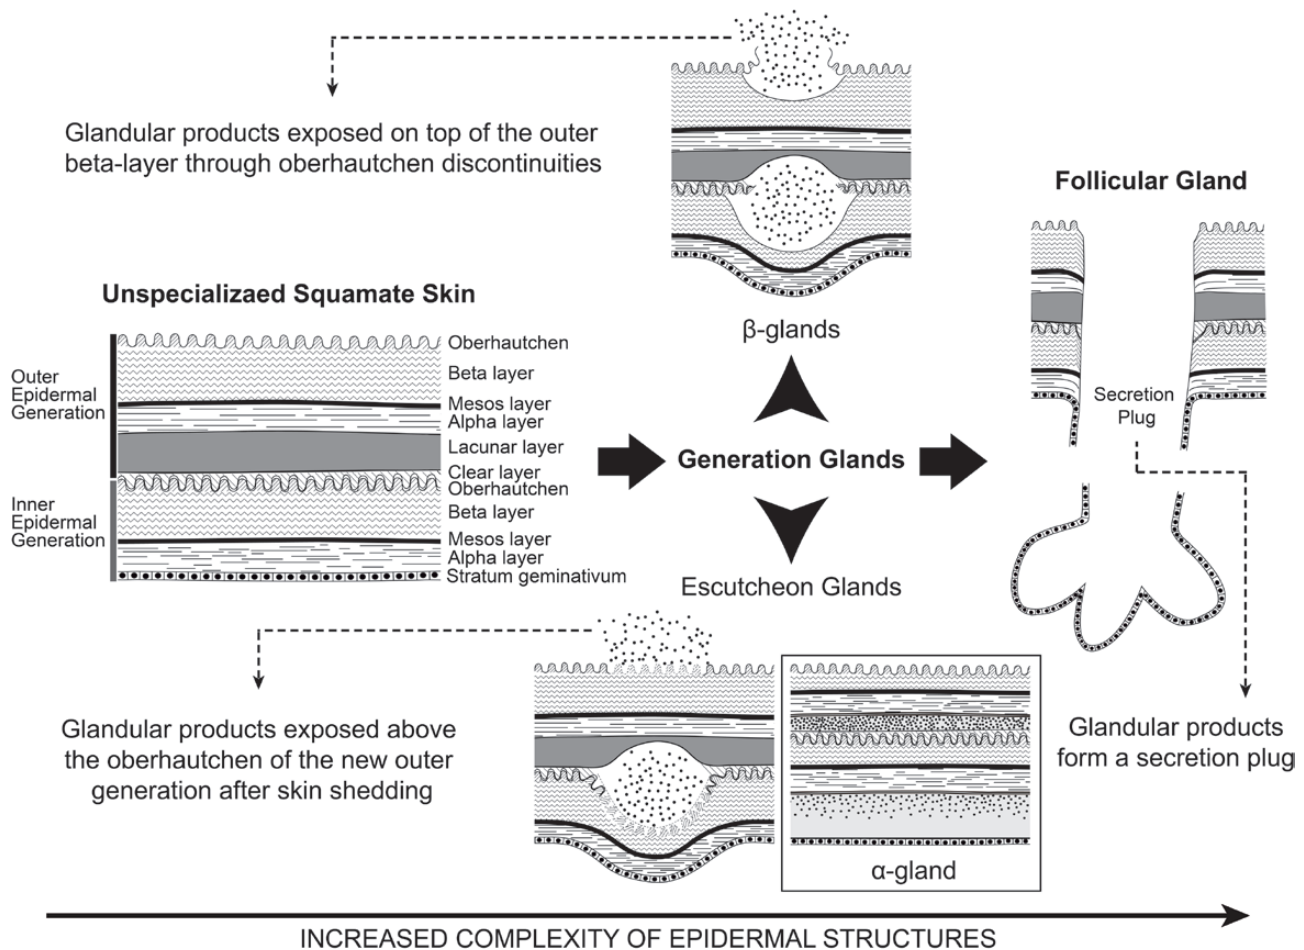 Glandular products exposed on top of the outer
beta-layer through oberhautchen discontinuities
β-glands
Follicular Gland
Secretion
Plug
Unspecializaed Squamate Skin
Outer
Epidermal
Generation
Inner
Epidermal
Generation
Oberhautchen
Beta layer
Mesos layer
Alpha layer
Lacunar layer
Clear layer
Oberhautchen
Beta layer
Mesos layer
Alpha layer
Stratum geminativum
Generation Glands
Escutcheon Glands
Glandular products exposed above
the oberhautchen of the new outer
generation after skin shedding
α-gland
Glandular products
form a secretion plug
INCREASED COMPLEXITY OF EPIDERMAL STRUCTURES